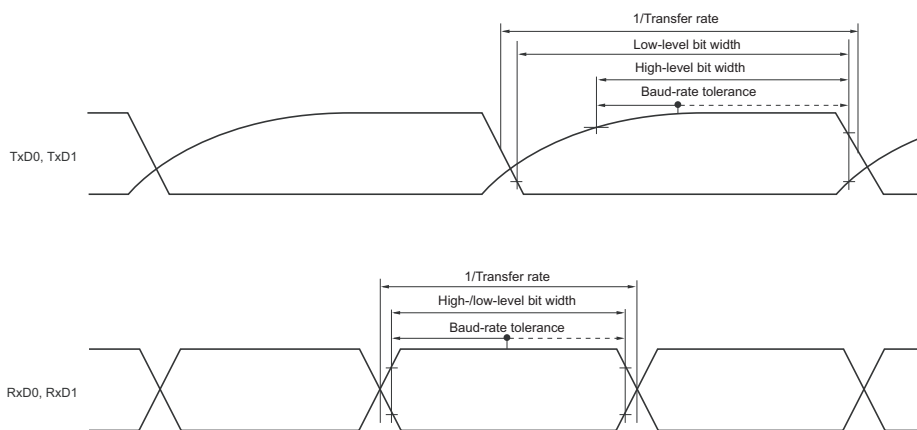 1/Transfer rate
Low-level bit width
High-level bit width
Baud-rate tolerance
TxD0, TxD1
1/Transfer rate
High-/low-level bit width
Baud-rate tolerance
RxD0, RxD1